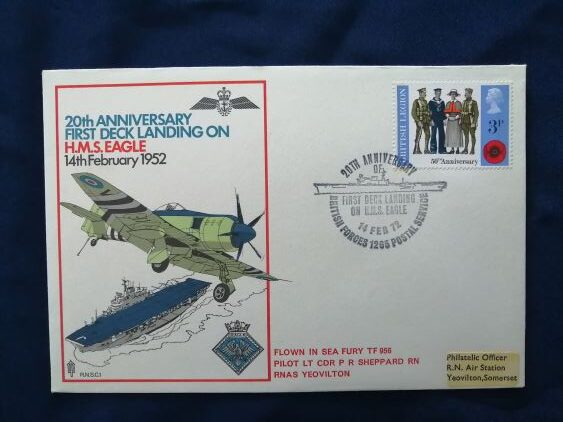 20th ANNIVERSARY
FIRST DECK LANDING ON
H.M.S. EAGLE
14th February 1952
R.N.S.C.1
BRITISH LEGION
3P
50th Anniversary
20TH ANNIVERSARY
OF
FIRST DECK LANDING
ON H.M.S. EAGLE
14 FEB 72
BRITISH FORCES 1266 POSTAL SERVICE
EAGLE
FLOWN IN SEA FURY TF 956
PILOT LT CDR P R SHEPPARD RN
RNAS YEOVILTON
Philatelic Officer
R.N. Air Station
Yeovilton,Somerset